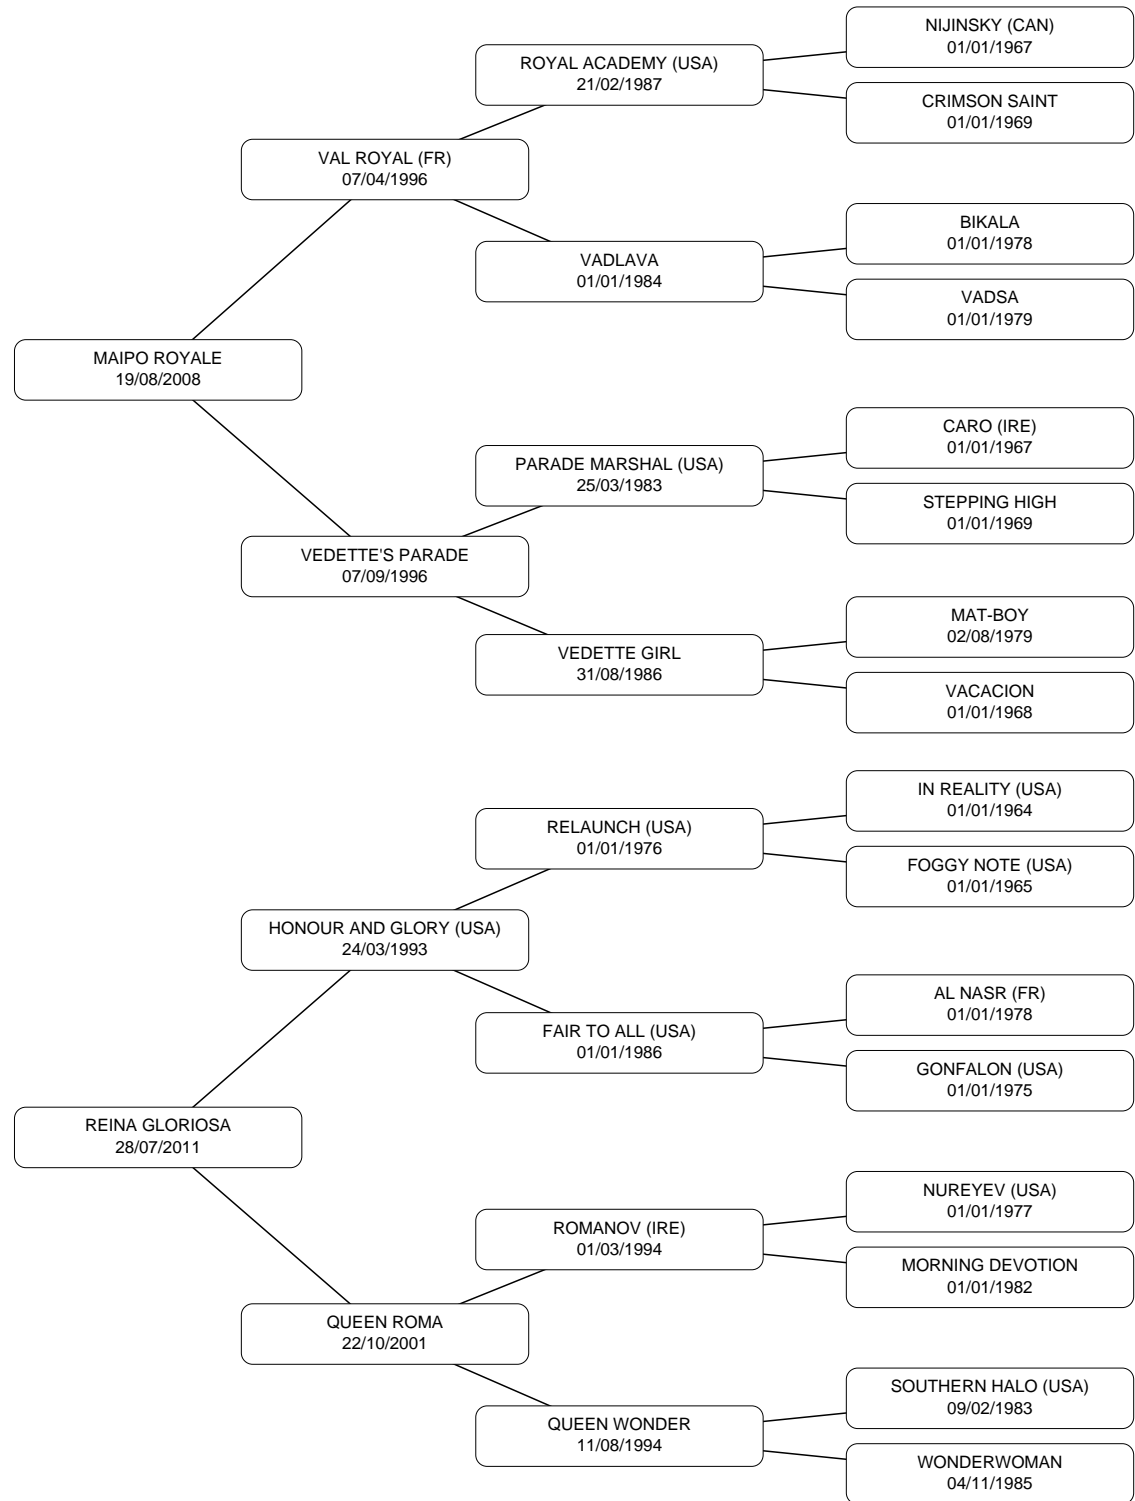 NIJINSKY (CAN)
01/01/1967
ROYAL ACADEMY (USA)
21/02/1987
CRIMSON SAINT
01/01/1969
VAL ROYAL (FR)
07/04/1996
BIKALA
01/01/1978
VADLAVA
01/01/1984
VADSA
01/01/1979
MAIPO ROYALE
19/08/2008
CARO (IRE)
01/01/1967
PARADE MARSHAL (USA)
25/03/1983
STEPPING HIGH
01/01/1969
VEDETTE'S PARADE
07/09/1996
MAT-BOY
02/08/1979
VEDETTE GIRL
31/08/1986
VACACION
01/01/1968
IN REALITY (USA)
01/01/1964
RELAUNCH (USA)
01/01/1976
FOGGY NOTE (USA)
01/01/1965
HONOUR AND GLORY (USA)
24/03/1993
AL NASR (FR)
01/01/1978
FAIR TO ALL (USA)
01/01/1986
GONFALON (USA)
01/01/1975
REINA GLORIOSA
28/07/2011
NUREYEV (USA)
01/01/1977
ROMANOV (IRE)
01/03/1994
MORNING DEVOTION
01/01/1982
QUEEN ROMA
22/10/2001
SOUTHERN HALO (USA)
09/02/1983
QUEEN WONDER
11/08/1994
WONDERWOMAN
04/11/1985